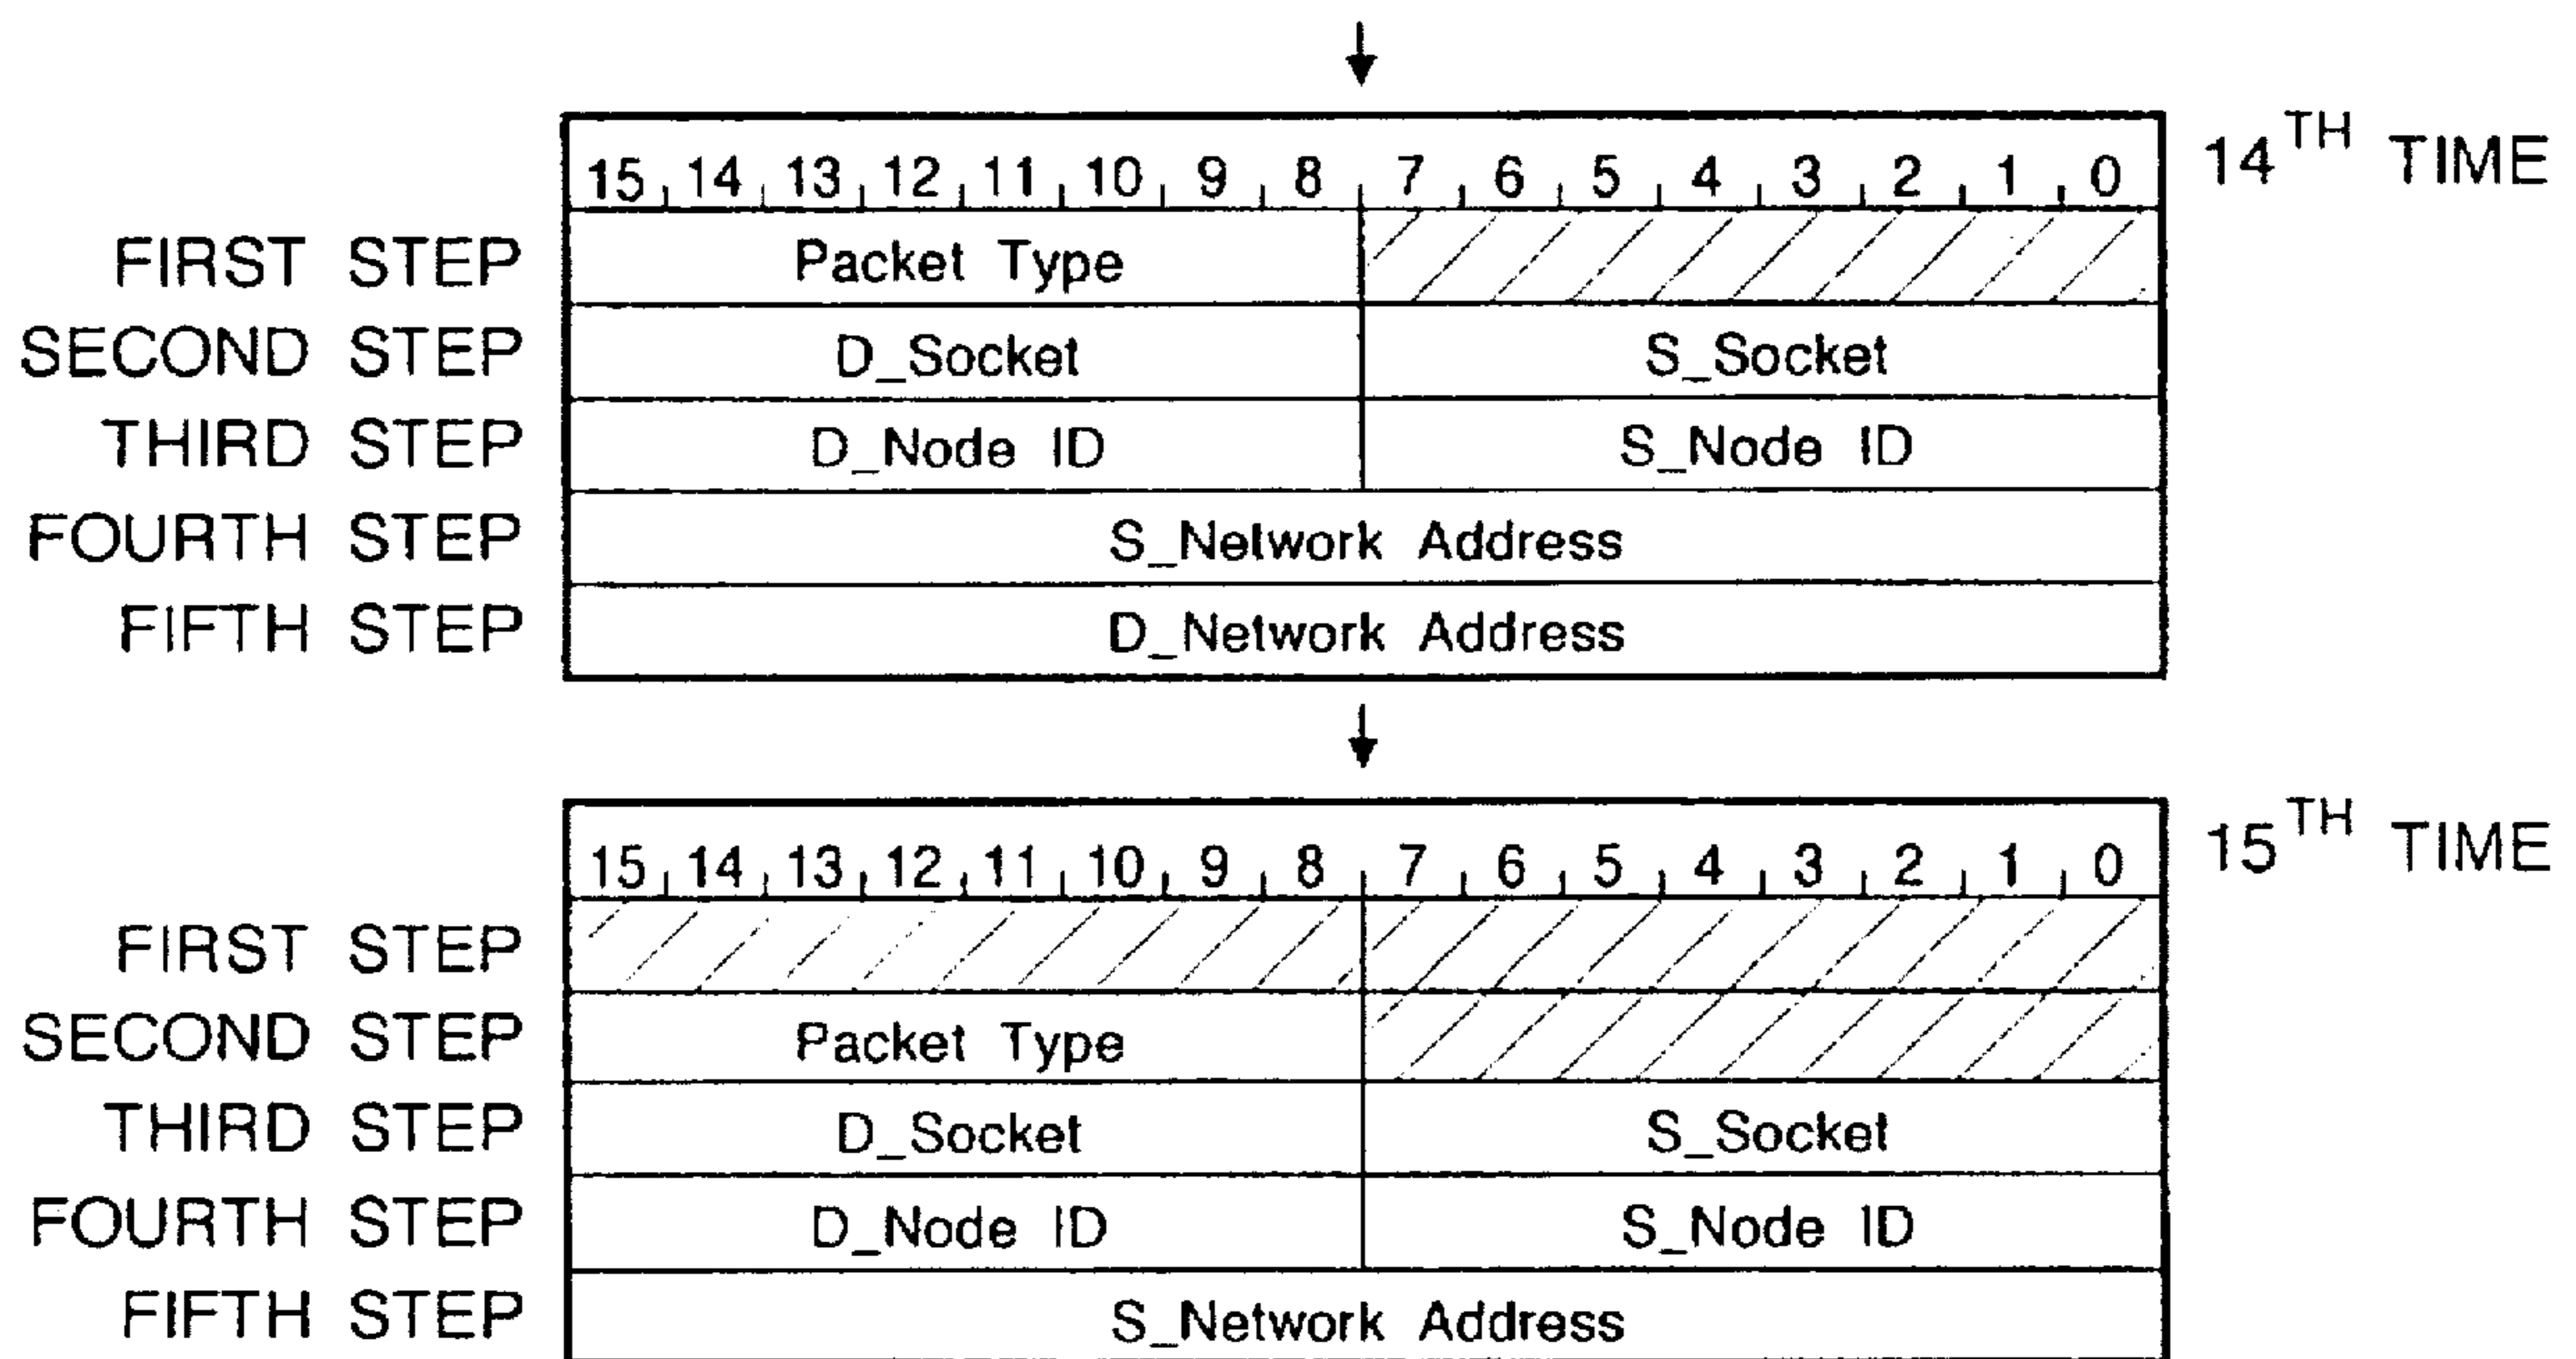 14TH TIME
15 14 13 12 11 10 9 8 7 6 5 4 3 2 1 0
FIRST STEP Packet Type
SECOND STEP D_Socket S_Socket
THIRD STEP D_Node ID S_Node ID
FOURTH STEP S_Network Address
FIFTH STEP D_Network Address
15TH TIME
15 14 13 12 11 10 9 8 7 6 5 4 3 2 1 0
FIRST STEP
SECOND STEP Packet Type
THIRD STEP D_Socket S_Socket
FOURTH STEP D_Node ID S_Node ID
FIFTH STEP S_Network Address